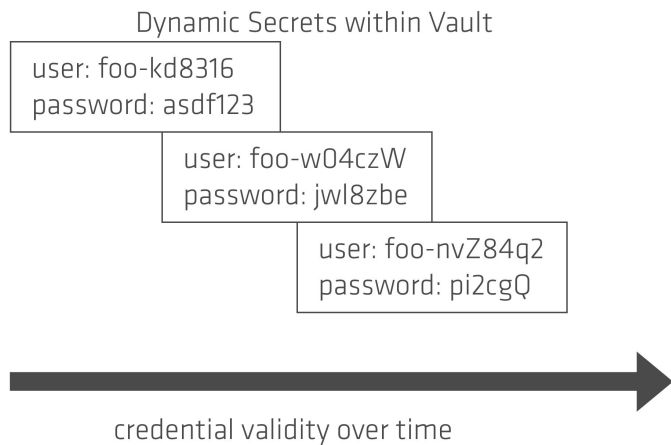 Dynamic Secrets within Vault
user: foo-kd8316
password: asdf123
user: foo-w04czW
password: jwl8zbe
user: foo-nvZ84q2
password: pi2cgQ
credential validity over time